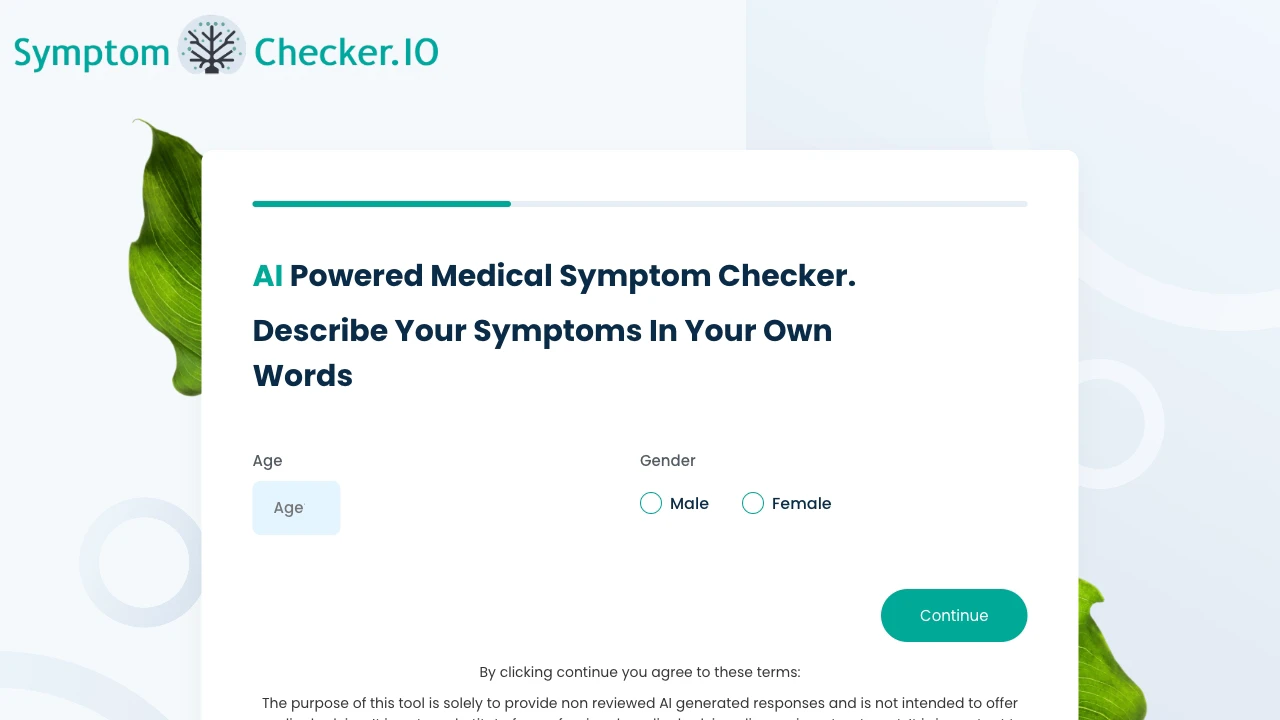 Symptom Checker.IO
AI Powered Medical Symptom Checker.
Describe Your Symptoms In Your Own
Words
Age
Gender
Age
Male
Female
Continue
By clicking continue you agree to these terms:
The purpose of this tool is solely to provide non reviewed AI generated responses and is not intended to offer